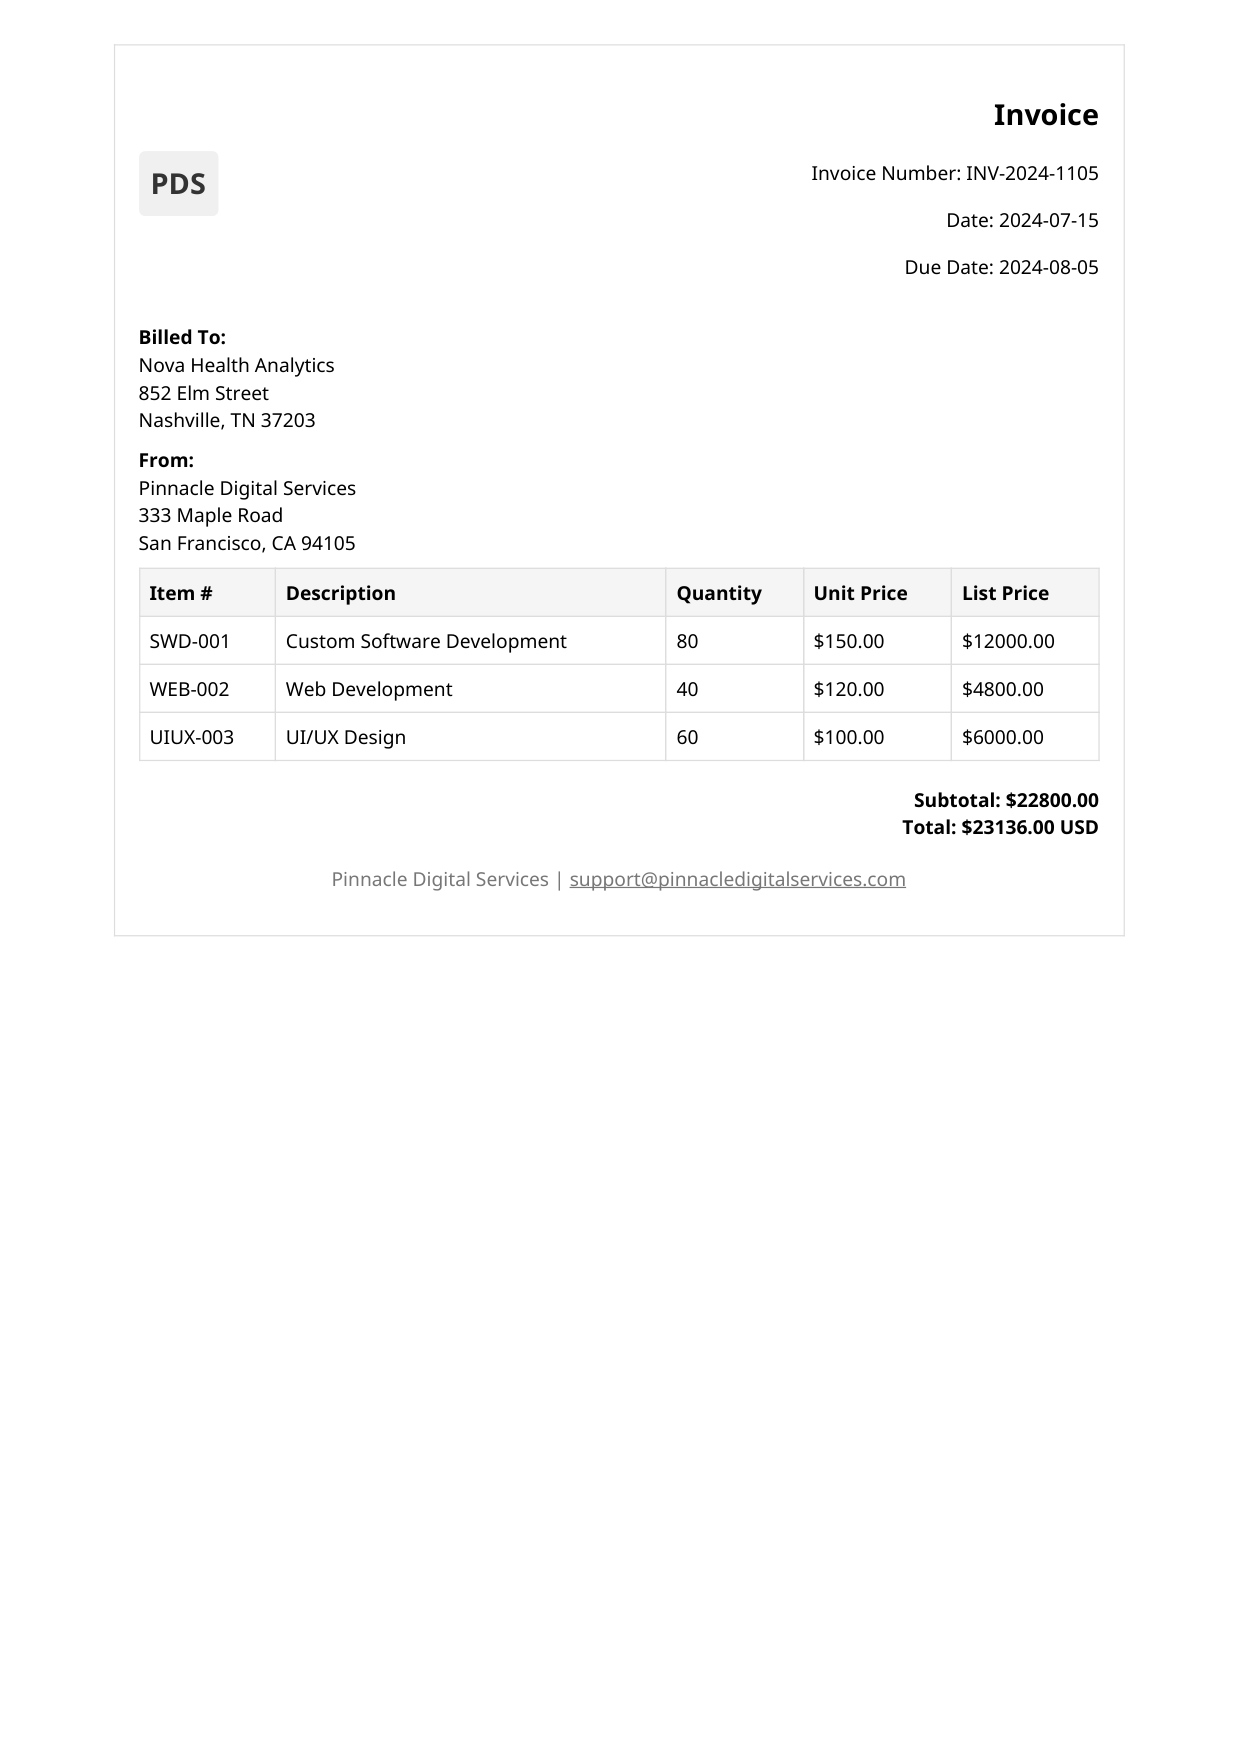 Invoice
PDS
Invoice Number: INV-2024-1105
Date: 2024-07-15
Due Date: 2024-08-05
Billed To:
Nova Health Analytics
852 Elm Street
Nashville, TN 37203
From:
Pinnacle Digital Services
333 Maple Road
San Francisco, CA 94105
Item # Description Quantity Unit Price List Price
SWD-001 Custom Software Development 80 $150.00 $12000.00
WEB-002 Web Development 40 $120.00 $4800.00
UIUX-003 UI/UX Design 60 $100.00 $6000.00
Subtotal: $22800.00
Total: $23136.00 USD
Pinnacle Digital Services | support@pinnacledigitalservices.com